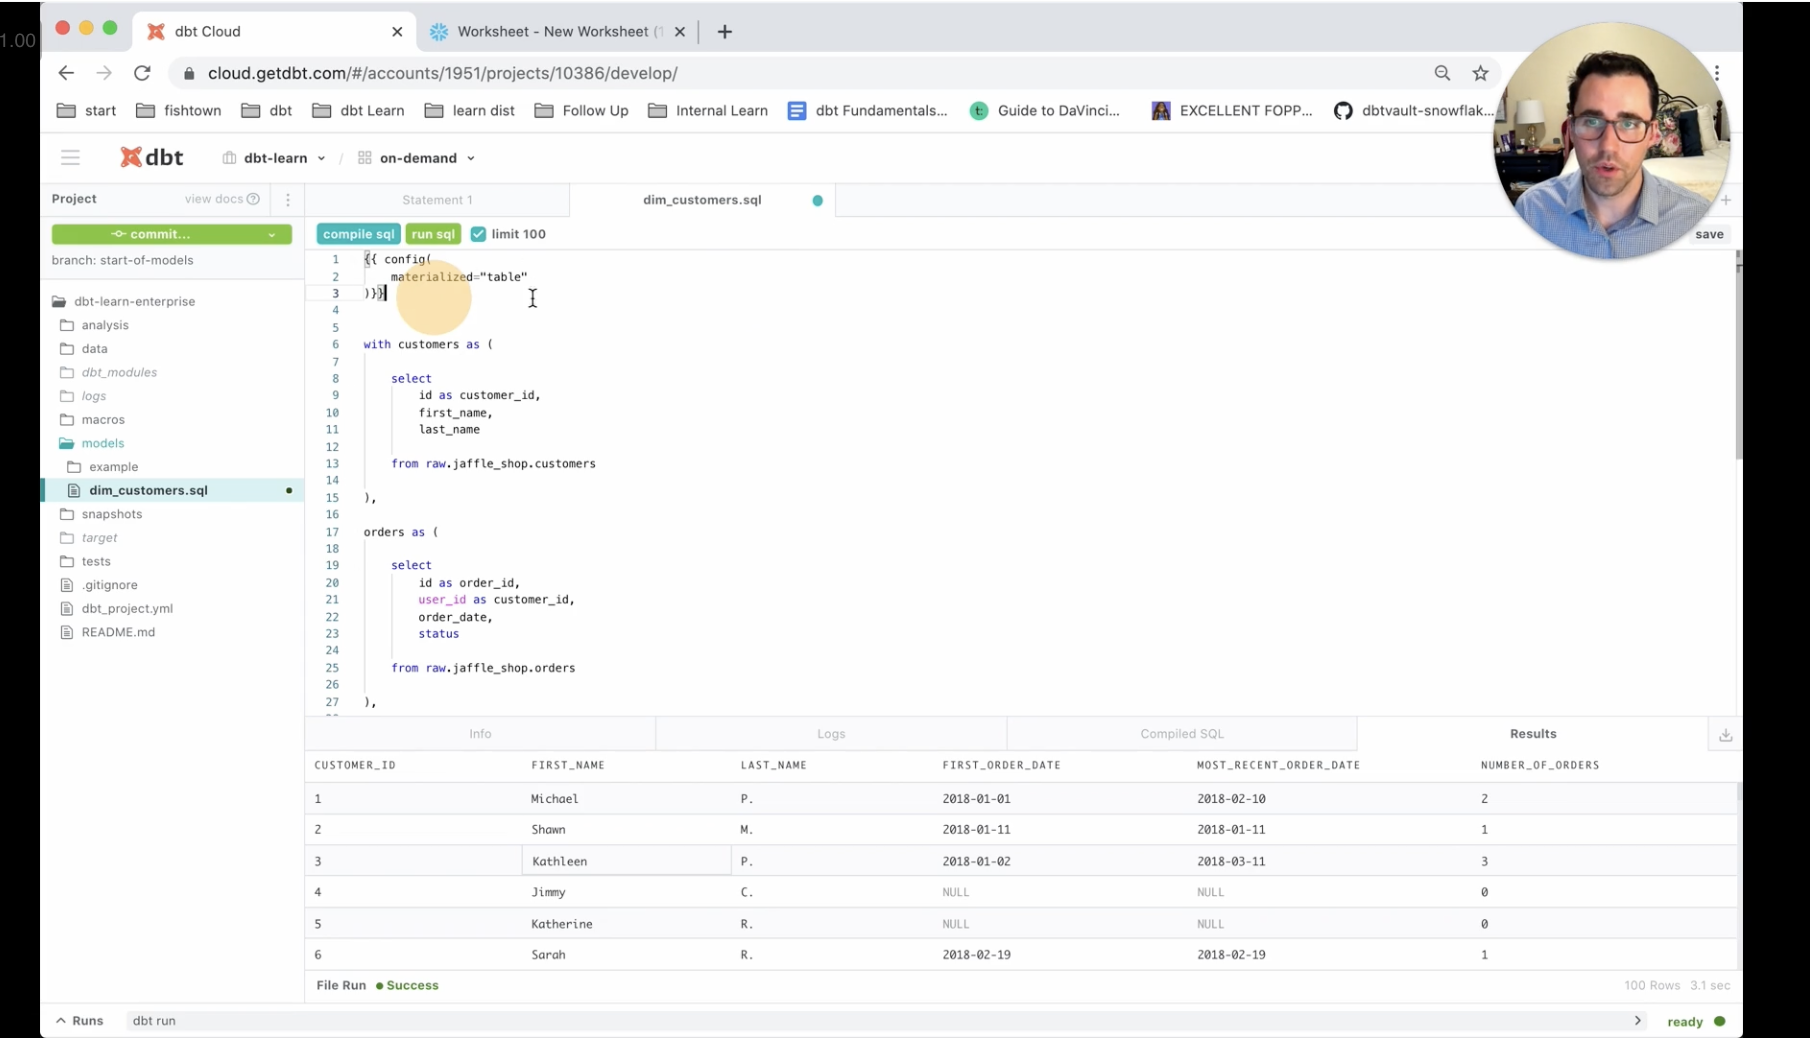 1.00
dbt Cloud
Worksheet - New Worksheet (1
cloud.getdbt.com/#/accounts/1951/projects/10386/develop/
start fishtown dbt dbt Learn learn dist Follow Up Internal Learn dbt Fundamentals... Guide to DaVinci... EXCELLENT FOPP... dbtvault-snowflak...
dbt dbt-learn / on-demand
Project view docs
Statement 1 dim_customers.sql
commit...
compile sql run sql limit 100 save
branch: start-of-models
dbt-learn-enterprise
analysis
data
dbt_modules
logs
macros
models
example
dim_customers.sql
snapshots
target
tests
.gitignore
dbt_project.yml
README.md
1 {{ config(
2 materialized="table"
3 )}}
4
5
6 with customers as (
7
8 select
9 id as customer_id,
10 first_name,
11 last_name
12
13 from raw.jaffle_shop.customers
14
15 ),
16
17 orders as (
18
19 select
20 id as order_id,
21 user_id as customer_id,
22 order_date,
23 status
24
25 from raw.jaffle_shop.orders
26
27 ),
Info Logs Compiled SQL Results
CUSTOMER_ID FIRST_NAME LAST_NAME FIRST_ORDER_DATE MOST_RECENT_ORDER_DATE NUMBER_OF_ORDERS
1 Michael P. 2018-01-01 2018-02-10 2
2 Shawn M. 2018-01-11 2018-01-11 1
3 Kathleen P. 2018-01-02 2018-03-11 3
4 Jimmy C. NULL NULL 0
5 Katherine R. NULL NULL 0
6 Sarah R. 2018-02-19 2018-02-19 1
File Run Success 100 Rows 3.1 sec
Runs dbt run ready